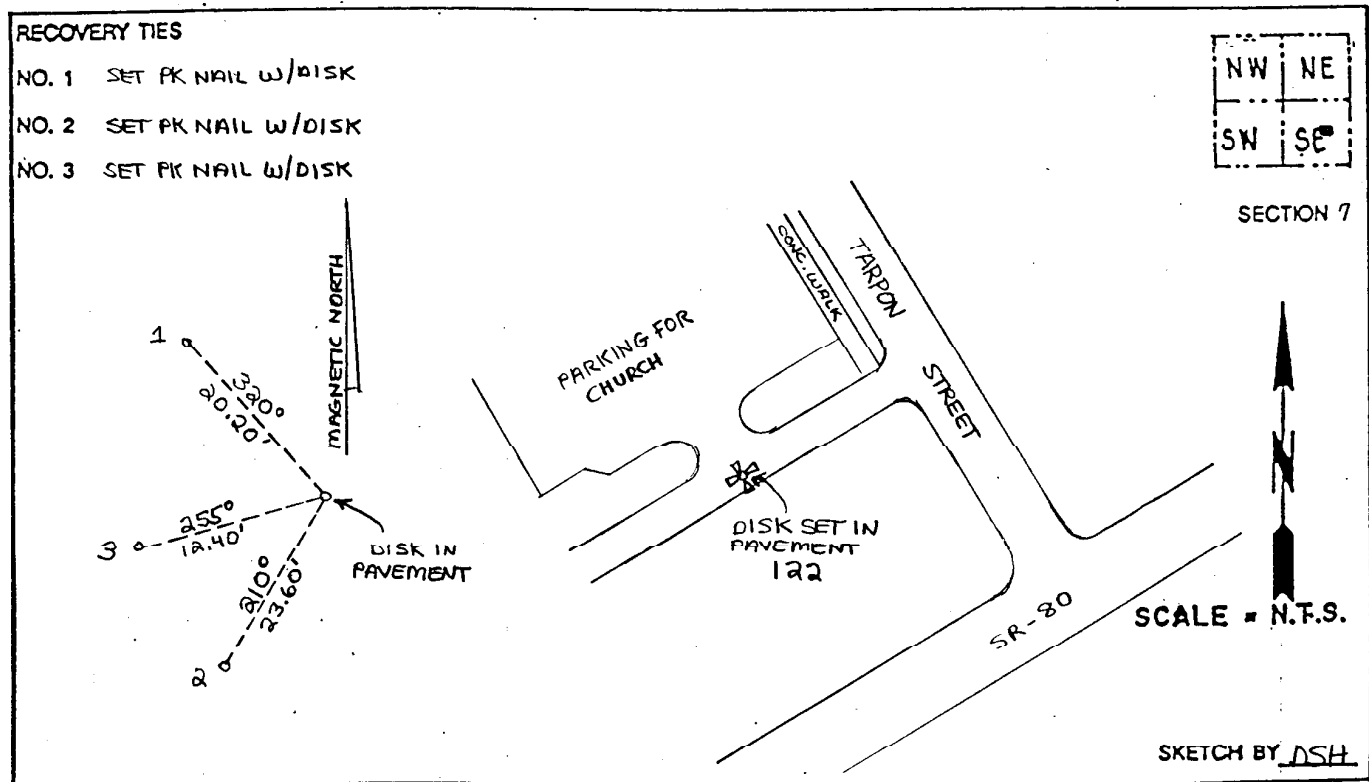 RECOVERY TIES
NO. 1 SET PK NAIL W/DISK
NO. 2 SET PK NAIL W/DISK
NO. 3 SET PK NAIL W/DISK
NW NE
SW SE
SECTION 7
MAGNETIC NORTH
1
320°
20.20'
3
255°
12.40'
210°
23.60'
2
DISK IN
PAVEMENT
PARKING FOR
CHURCH
CONC. WALK
TARPON
STREET
DISK SET IN
PAVEMENT
122
SR-80
N
SCALE = N.T.S.
SKETCH BY DSH